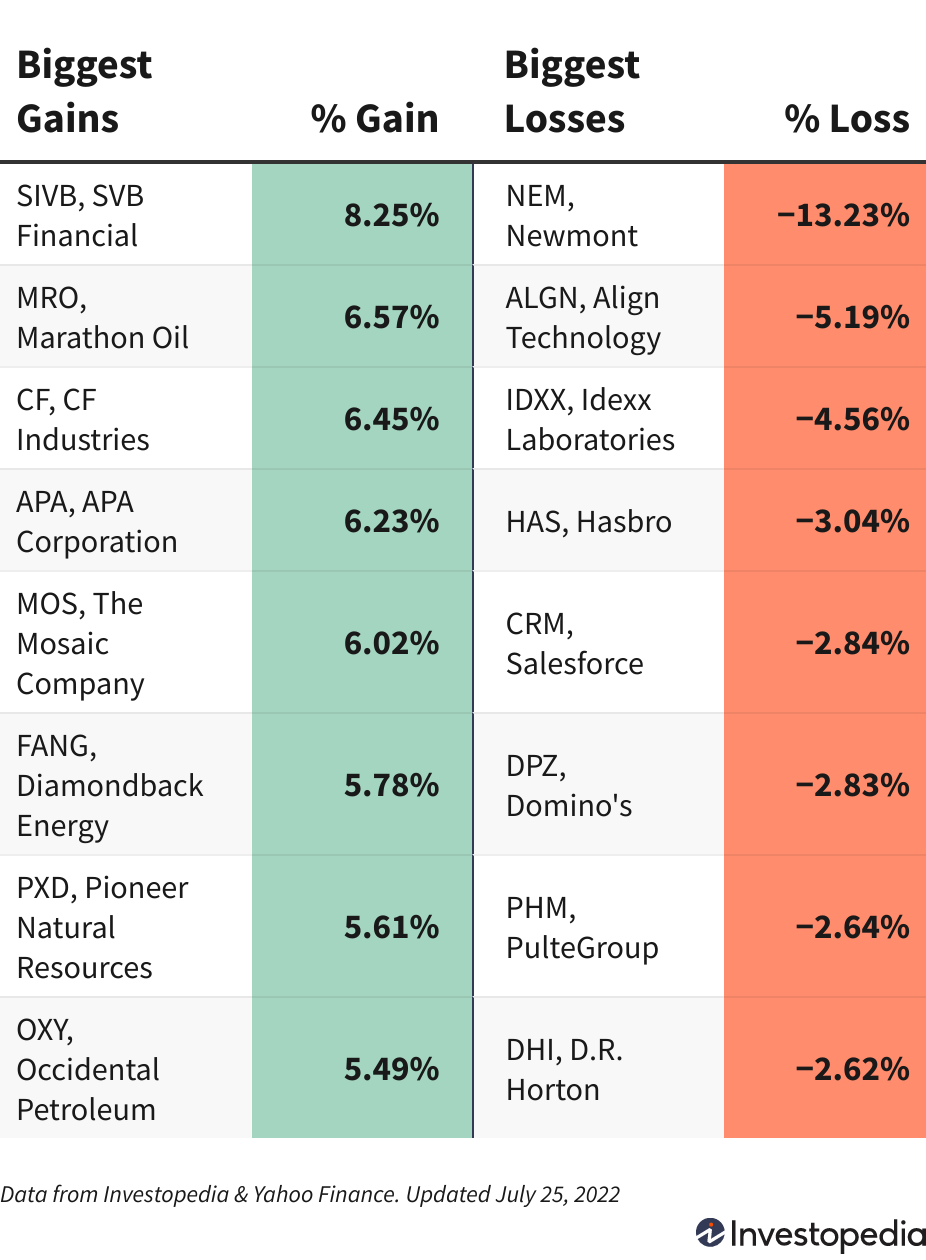 Biggest
Gains
% Gain
Biggest
Losses
% Loss
SIVB, SVB
Financial
8.25%
NEM,
Newmont
−13.23%
MRO,
Marathon Oil
6.57%
ALGN, Align
Technology
−5.19%
CF, CF
Industries
6.45%
IDXX, Idexx
Laboratories
−4.56%
APA, APA
Corporation
6.23%
HAS, Hasbro
−3.04%
MOS, The
Mosaic
Company
6.02%
CRM,
Salesforce
−2.84%
FANG,
Diamondback
Energy
5.78%
DPZ,
Domino's
−2.83%
PXD, Pioneer
Natural
Resources
5.61%
PHM,
PulteGroup
−2.64%
OXY,
Occidental
Petroleum
5.49%
DHI, D.R.
Horton
−2.62%
Data from Investopedia & Yahoo Finance. Updated July 25, 2022
Investopedia